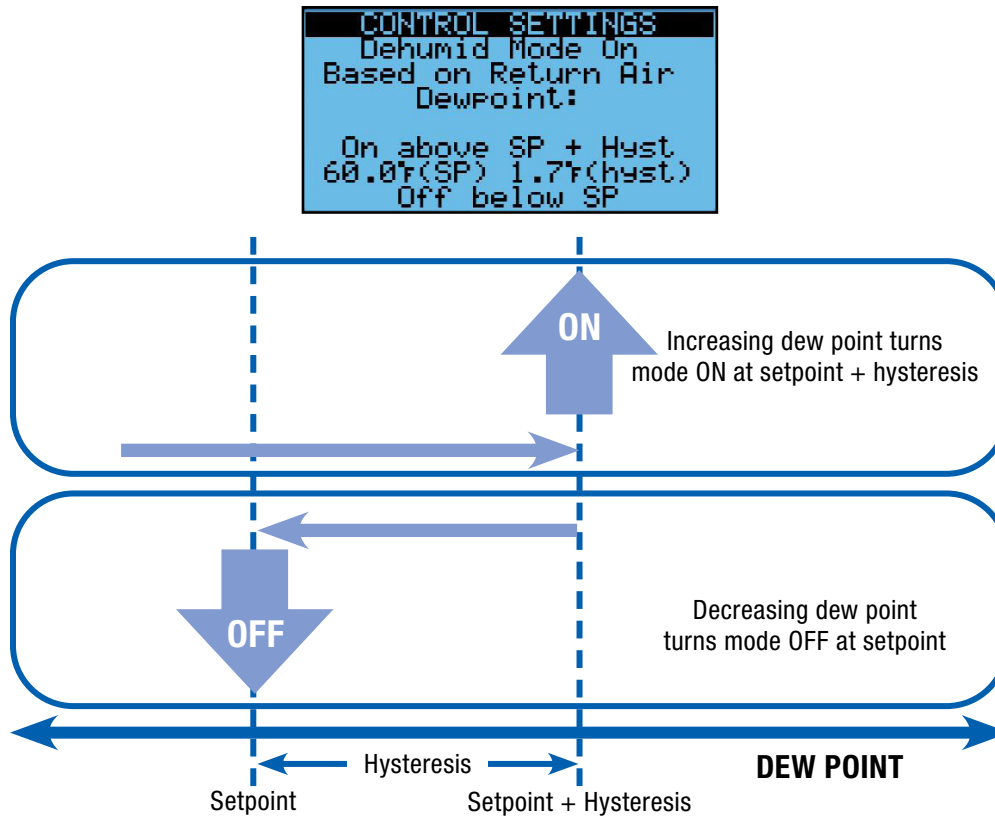 CONTROL SETTINGS
Dehumid Mode On
Based on Return Air
Dewpoint:
On above SP + Hyst
60.0°F(SP) 1.7°F(hyst)
Off below SP
ON
Increasing dew point turns
mode ON at setpoint + hysteresis
OFF
Decreasing dew point
turns mode OFF at setpoint
Hysteresis
DEW POINT
Setpoint
Setpoint + Hysteresis